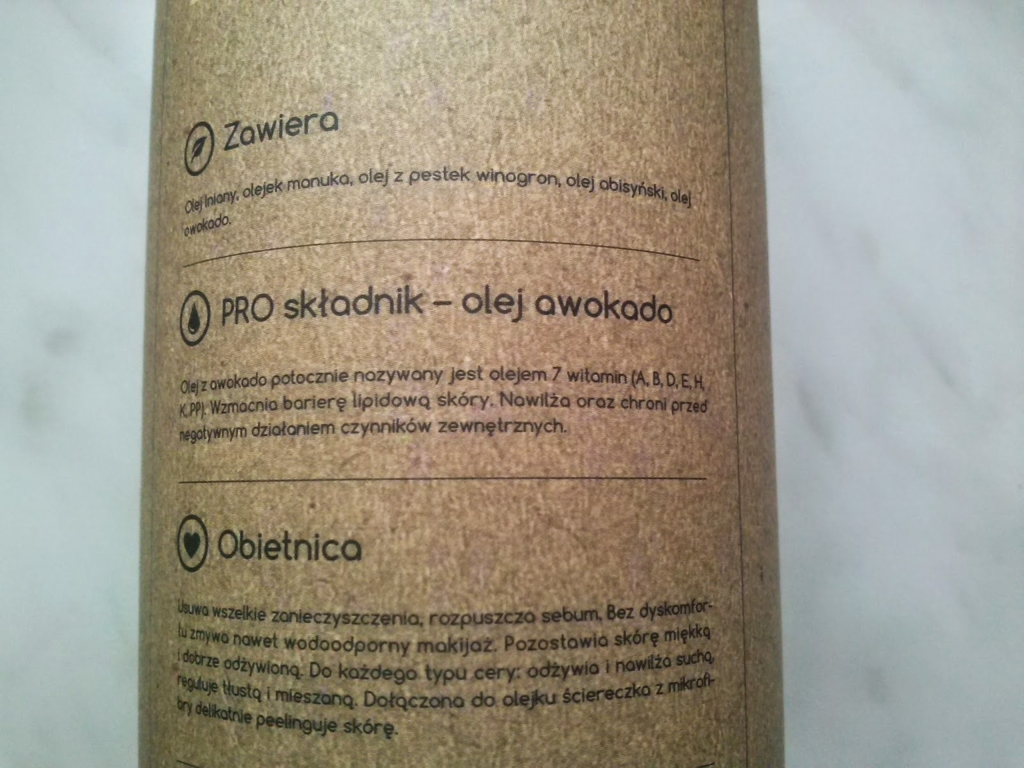 Zawiera
Olej lniany, olejek manuka, olej z pestek winogron, olej abisyński, olej
awokado.
PRO składnik – olej awokado
Olej z awokado potocznie nazywany jest olejem 7 witamin (A, B, D, E, H,
K,PP). Wzmacnia barierę lipidową skóry. Nawilża oraz chroni przed
negatywnym działaniem czynników zewnętrznych.
Obietnica
Usuwa wszelkie zanieczyszczenia, rozpuszcza sebum. Bez dyskomfor-
tu zmywa nawet wodoodporny makijaż. Pozostawia skórę miękką
i dobrze odżywioną. Do każdego typu cery: odżywia i nawilża suchą,
reguluje tłustą i mieszaną. Dołączona do olejku ściereczka z mikrofi-
bry delikatnie peelinguje skórę.